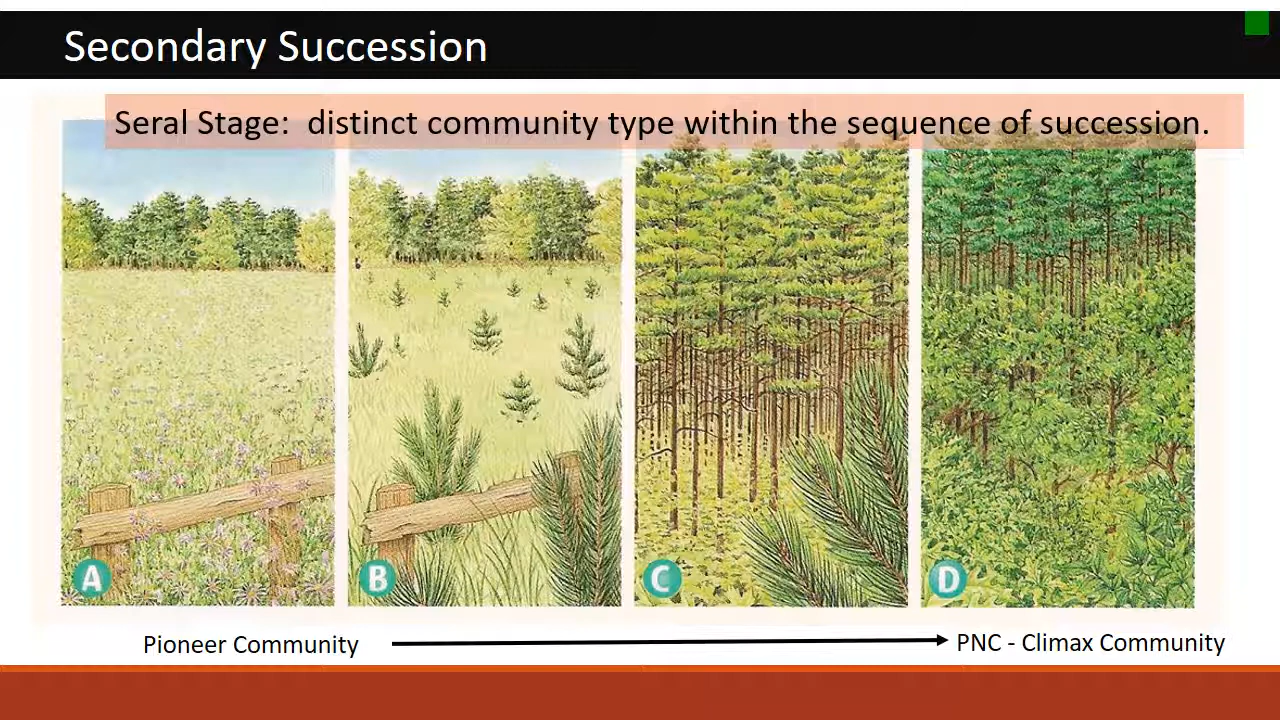 Secondary Succession
Seral Stage:  distinct community type within the sequence of succession.
A
B
C
D
Pioneer Community
PNC - Climax Community